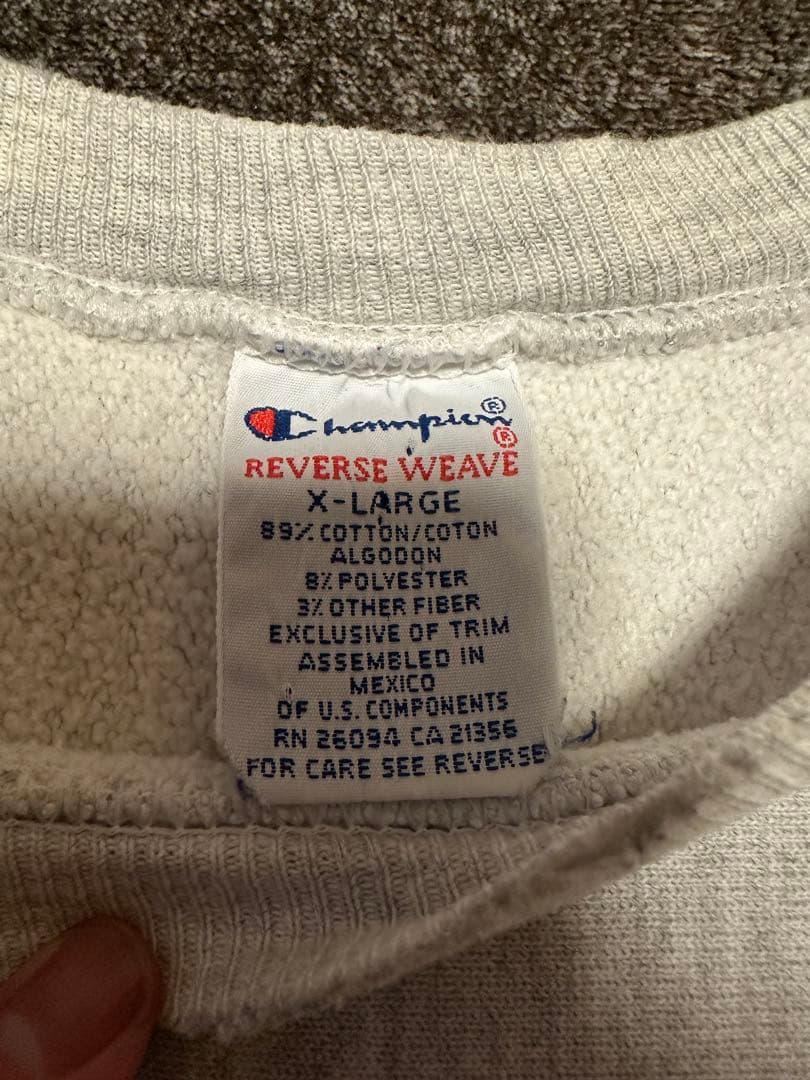 Champion®
®
REVERSE WEAVE
X-LARGE
89% COTTON/COTON
ALGODON
8% POLYESTER
3% OTHER FIBER
EXCLUSIVE OF TRIM
ASSEMBLED IN
MEXICO
OF U.S. COMPONENTS
RN 26094 CA 21356
FOR CARE SEE REVERSE